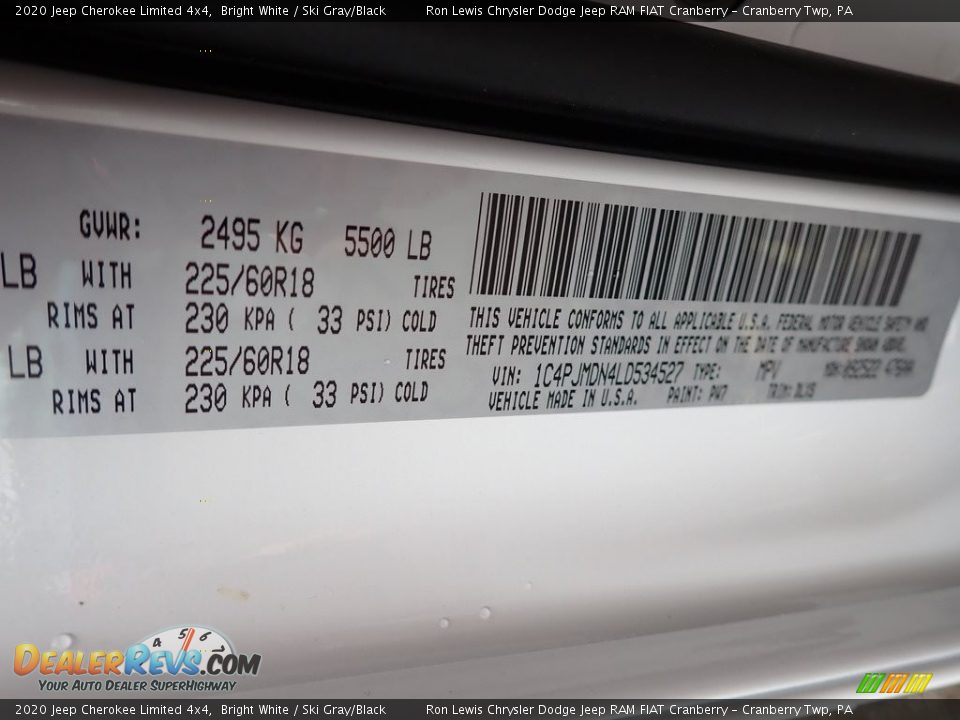 2020 Jeep Cherokee Limited 4x4, Bright White / Ski Gray/Black Ron Lewis Chrysler Dodge Jeep RAM FIAT Cranberry – Cranberry Twp, PA
GVWR: 2495 KG 5500 LB
LB WITH 225/60R18 TIRES
RIMS AT 230 KPA ( 33 PSI) COLD
LB WITH 225/60R18 TIRES
RIMS AT 230 KPA ( 33 PSI) COLD
THIS VEHICLE CONFORMS TO ALL APPLICABLE U.S.A. FEDERAL MOTOR VEHICLE SAFETY AND
THEFT PREVENTION STANDARDS IN EFFECT ON THE DATE OF MANUFACTURE SHOWN ABOVE.
VIN: 1C4PJMDN4LD534527 TYPE: MPV
VEHICLE MADE IN U.S.A. PAINT: PW7 TRIM:
4 5 6
DEALERREVS.COM
YOUR AUTO DEALER SUPERHIGHWAY
2020 Jeep Cherokee Limited 4x4, Bright White / Ski Gray/Black Ron Lewis Chrysler Dodge Jeep RAM FIAT Cranberry – Cranberry Twp, PA